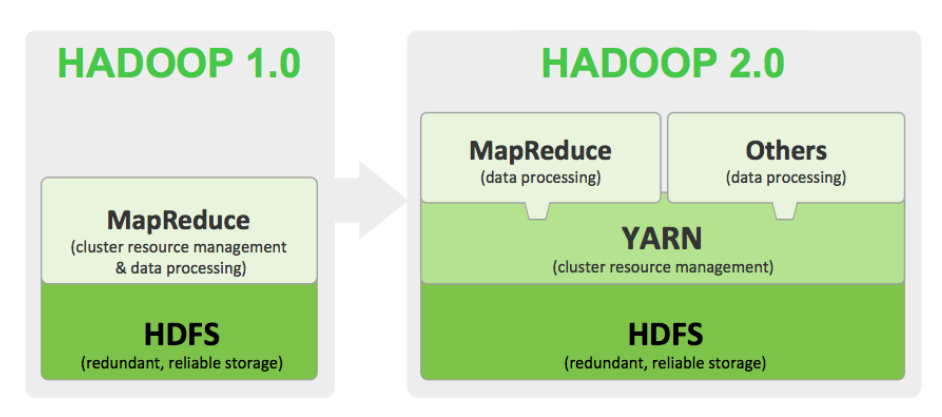 HADOOP 1.0
MapReduce
(cluster resource management
& data processing)
HDFS
(redundant, reliable storage)
HADOOP 2.0
MapReduce
(data processing)
Others
(data processing)
YARN
(cluster resource management)
HDFS
(redundant, reliable storage)